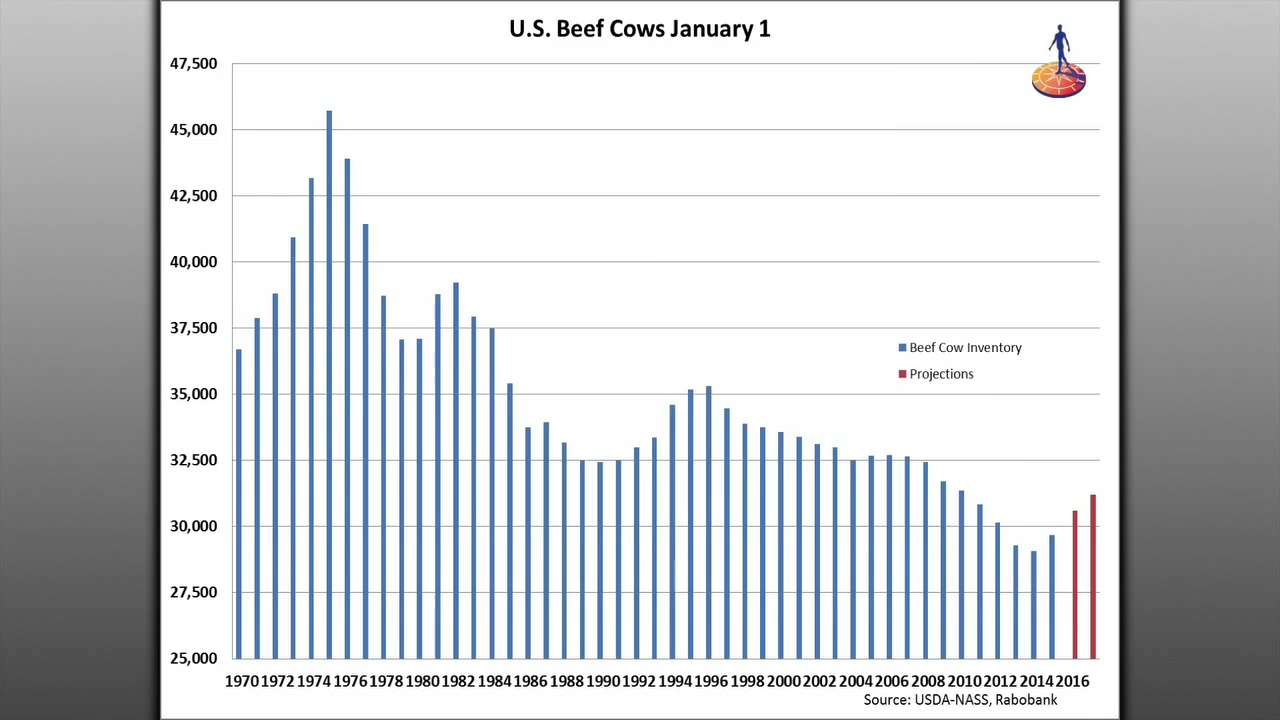 U.S. Beef Cows January 1
47,500
45,000
42,500
40,000
37,500
35,000
32,500
30,000
27,500
25,000
Beef Cow Inventory
Projections
1970 1972 1974 1976 1978 1980 1982 1984 1986 1988 1990 1992 1994 1996 1998 2000 2002 2004 2006 2008 2010 2012 2014 2016
Source: USDA-NASS, Rabobank